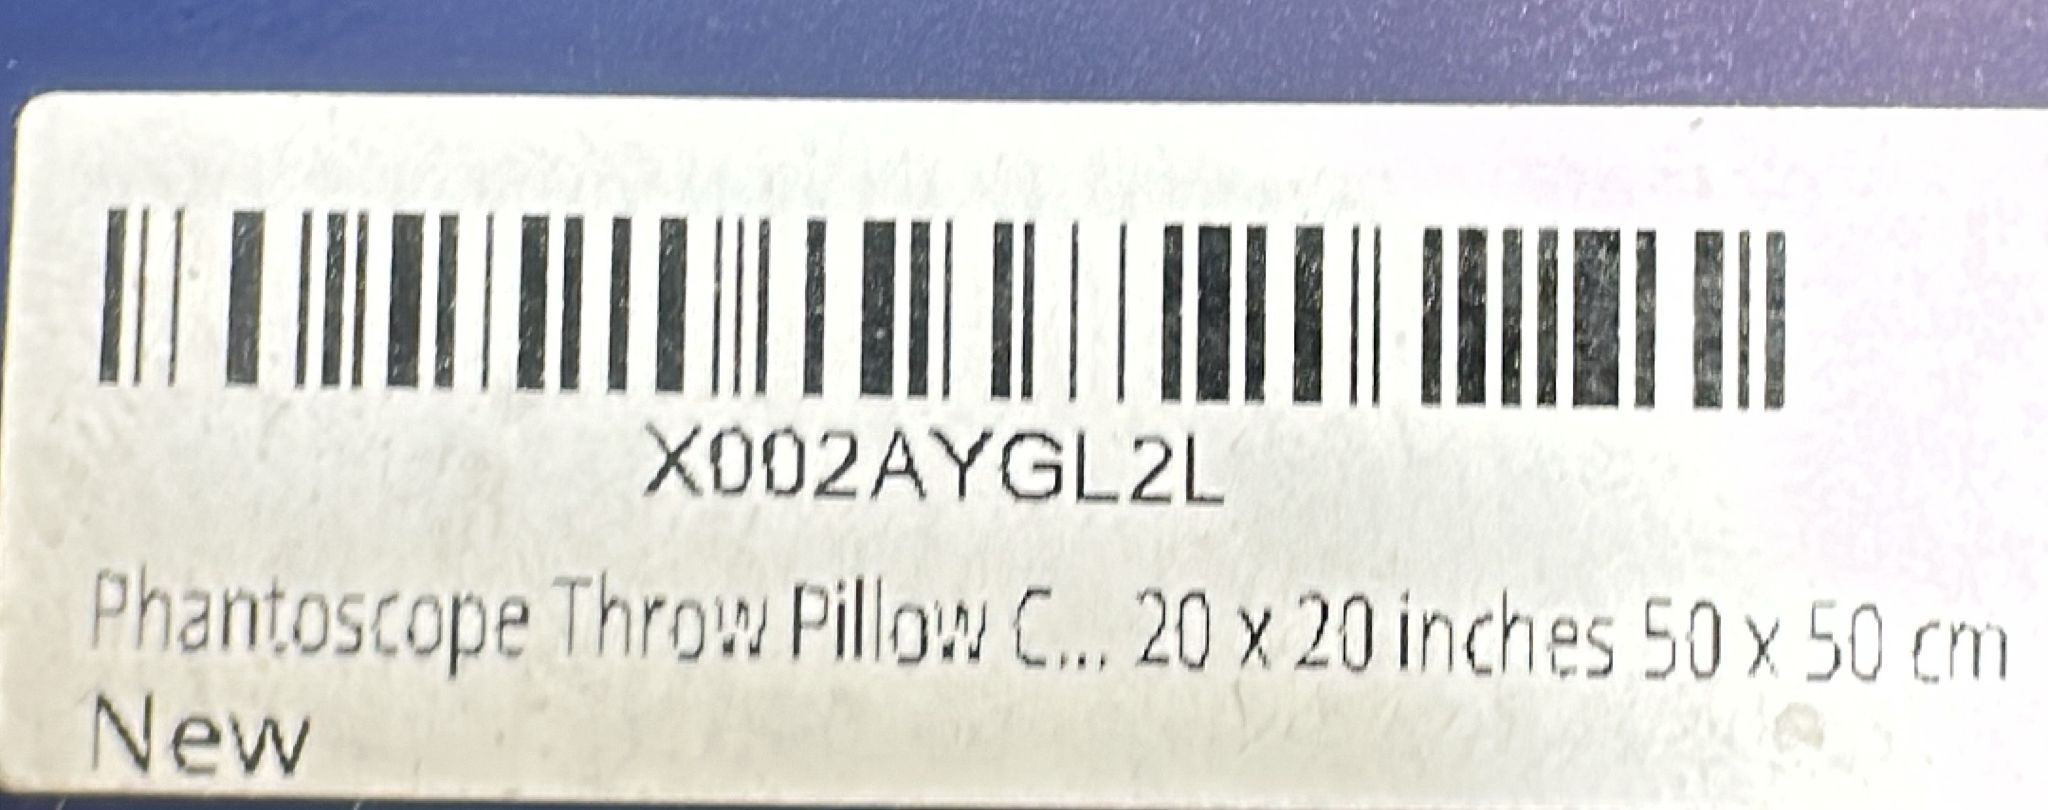 X002AYGL2L
Phantoscope Throw Pillow C... 20 x 20 inches 50 x 50 cm
New